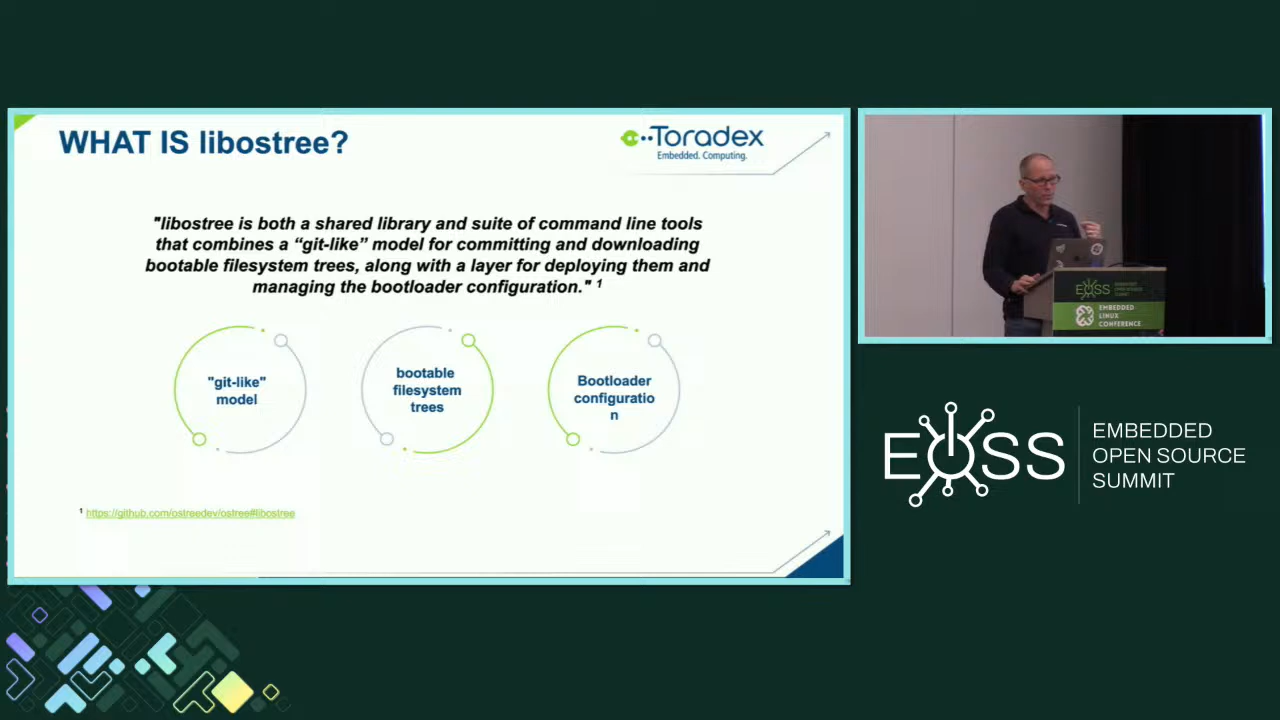 WHAT IS libostree?
Toradex
Embedded. Computing.
"libostree is both a shared library and suite of command line tools
that combines a “git-like” model for committing and downloading
bootable filesystem trees, along with a layer for deploying them and
managing the bootloader configuration." 1
"git-like"
model
bootable
filesystem
trees
Bootloader
configuratio
n
1 https://github.com/ostreedev/ostree#libostree
EOSS
EMBEDDED
LINUX
CONFERENCE
EOSS
EMBEDDED
OPEN SOURCE
SUMMIT